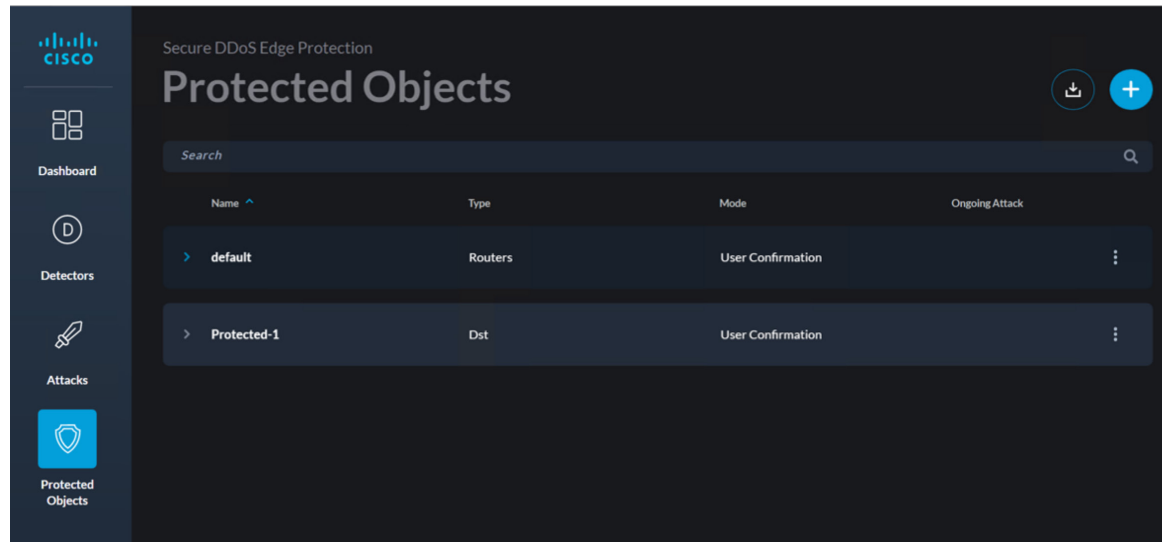 CISCO
Dashboard
D
Detectors
Attacks
Protected
Objects
Secure DDoS Edge Protection
Protected Objects
Search
Name Type Mode Ongoing Attack
default Routers User Confirmation
Protected-1 Dst User Confirmation